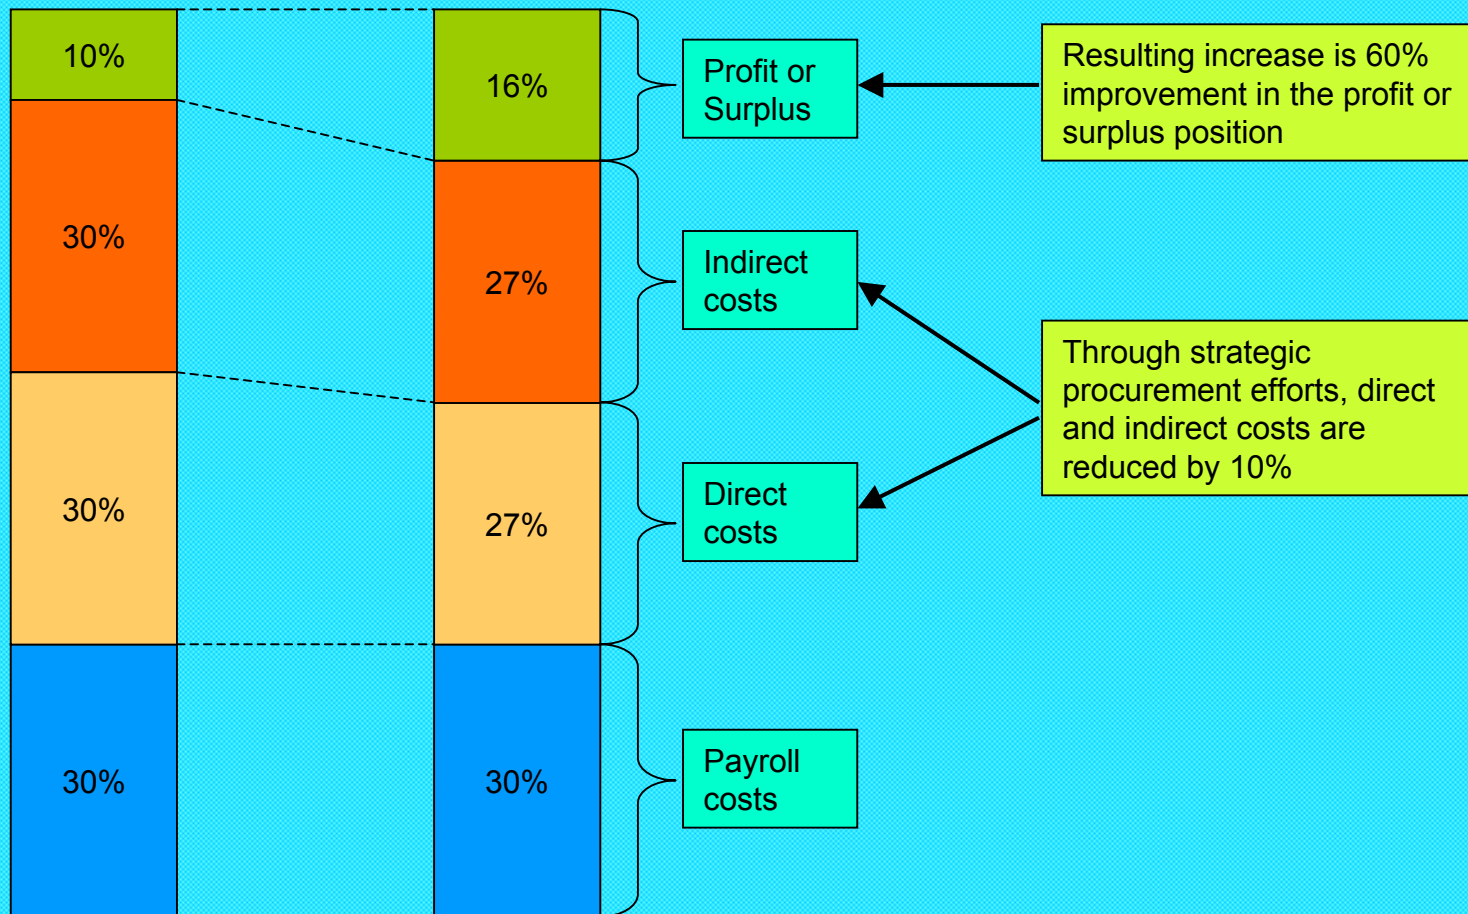 10%
30%
30%
30%
16%
27%
27%
30%
Profit or
Surplus
Indirect
costs
Direct
costs
Payroll
costs
Resulting increase is 60%
improvement in the profit or
surplus position
Through strategic
procurement efforts, direct
and indirect costs are
reduced by 10%